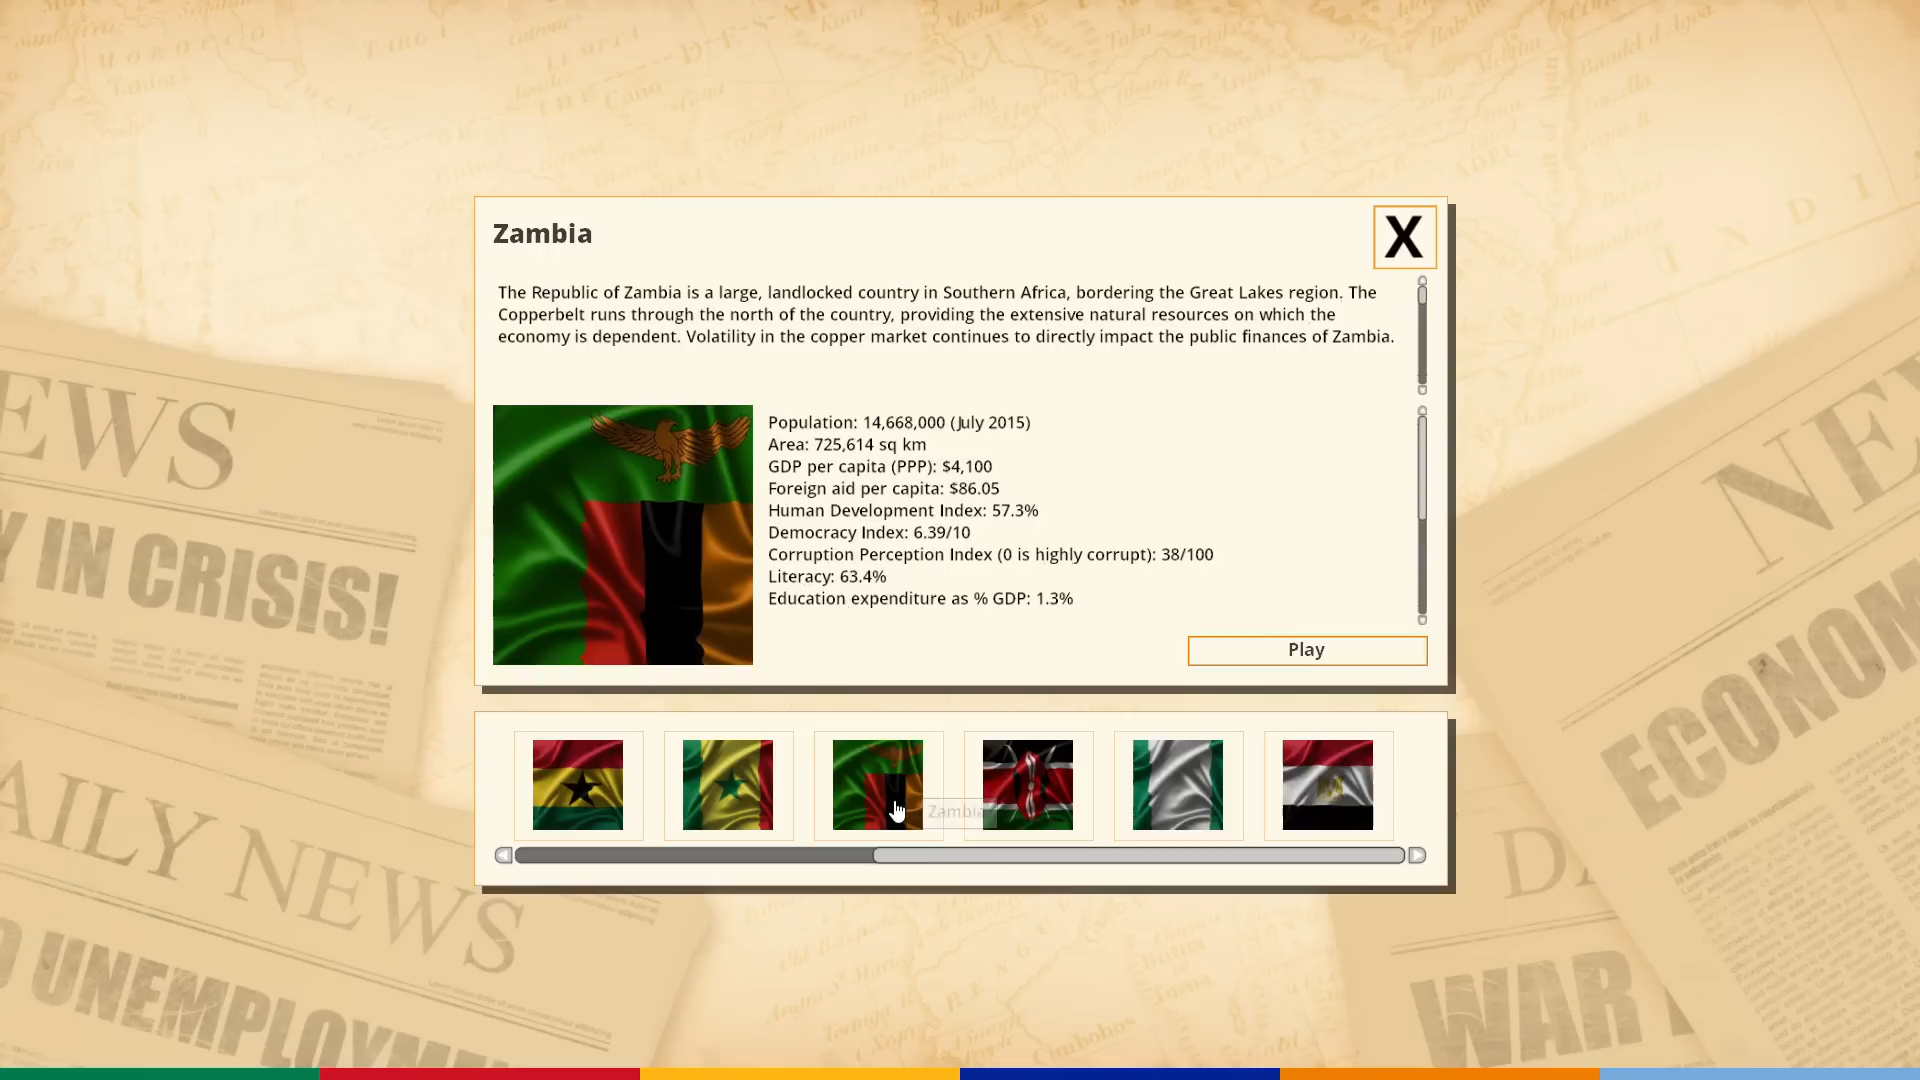 Zambia
X
The Republic of Zambia is a large, landlocked country in Southern Africa, bordering the Great Lakes region. The
Copperbelt runs through the north of the country, providing the extensive natural resources on which the
economy is dependent. Volatility in the copper market continues to directly impact the public finances of Zambia.
Population: 14,668,000 (July 2015)
Area: 725,614 sq km
GDP per capita (PPP): $4,100
Foreign aid per capita: $86.05
Human Development Index: 57.3%
Democracy Index: 6.39/10
Corruption Perception Index (0 is highly corrupt): 38/100
Literacy: 63.4%
Education expenditure as % GDP: 1.3%
Play
Zambia
EWS
Y IN CRISIS!
AILY NEWS
UNEMPLOYME
NE
ECONOM
DA
WAR